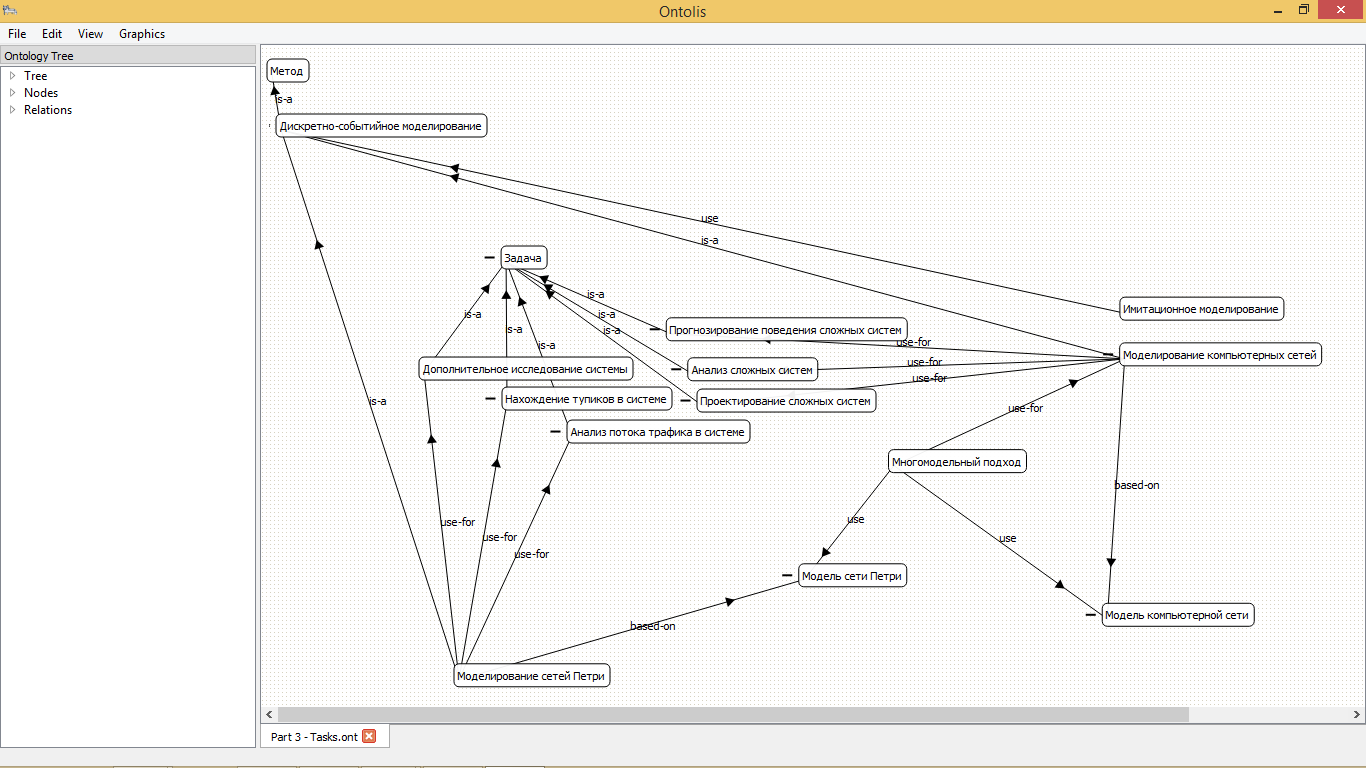 Ontolis
File Edit View Graphics
Ontology Tree
Tree
Nodes
Relations
Метод
is-a
Дискретно-событийное моделирование
use
is-a
Задача
is-a
is-a
is-a
is-a
is-a
is-a
Имитационное моделирование
Прогнозирование поведения сложных систем
use-for
Моделирование компьютерных сетей
Анализ сложных систем
use-for
Дополнительное исследование системы
use-for
Нахождение тупиков в системе
Проектирование сложных систем
is-a
use-for
Анализ потока трафика в системе
Многомодельный подход
based-on
use-for
use-for
use-for
use
use
Модель сети Петри
Модель компьютерной сети
based-on
Моделирование сетей Петри
Part 3 - Tasks.ont